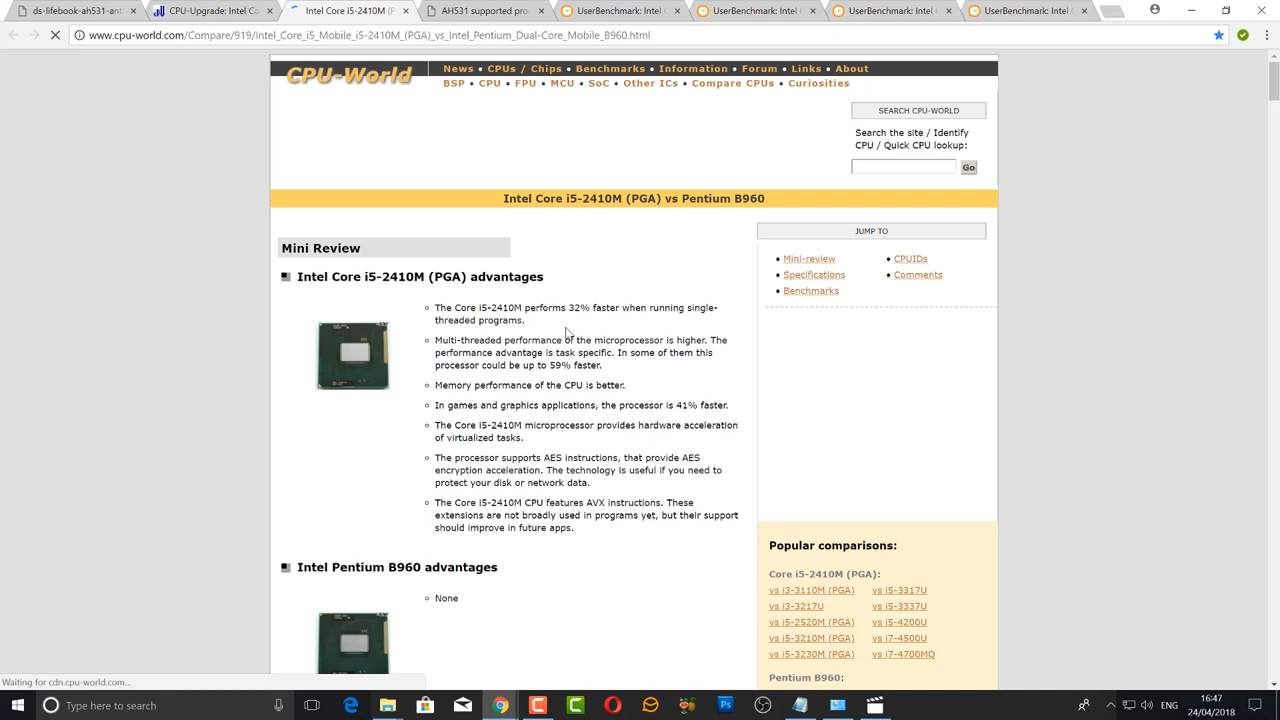 ds-lifebook-ah531-ant
CPU-Upgrade: Intel Co
Intel Core i5-2410M (P
AH531 supported pro
UserBenchmark: Intel C
UserBenchmark: Intel C
UserBenchmark: Intel C
UserBenchmark: Intel C
www.cpu-world.com/Compare/919/Intel_Core_i5_Mobile_i5-2410M_(PGA)_vs_Intel_Pentium_Dual-Core_Mobile_B960.html
CPU-World
News • CPUs / Chips • Benchmarks • Information • Forum • Links • About
BSP • CPU • FPU • MCU • SoC • Other ICs • Compare CPUs • Curiosities
SEARCH CPU-WORLD
Search the site / Identify
CPU / Quick CPU lookup:
Go
Intel Core i5-2410M (PGA) vs Pentium B960
Mini Review
Intel Core i5-2410M (PGA) advantages
The Core i5-2410M performs 32% faster when running single-
threaded programs.
Multi-threaded performance of the microprocessor is higher. The
performance advantage is task specific. In some of them this
processor could be up to 59% faster.
Memory performance of the CPU is better.
In games and graphics applications, the processor is 41% faster.
The Core i5-2410M microprocessor provides hardware acceleration
of virtualized tasks.
The processor supports AES instructions, that provide AES
encryption acceleration. The technology is useful if you need to
protect your disk or network data.
The Core i5-2410M CPU features AVX instructions. These
extensions are not broadly used in programs yet, but their support
should improve in future apps.
Intel Pentium B960 advantages
None
JUMP TO
• Mini-review • CPUIDs
• Specifications • Comments
• Benchmarks
Popular comparisons:
Core i5-2410M (PGA):
vs i3-3110M (PGA) vs i5-3317U
vs i3-3217U vs i5-3337U
vs i5-2520M (PGA) vs i5-4200U
vs i5-3210M (PGA) vs i7-4500U
vs i5-3230M (PGA) vs i7-4700MQ
Pentium B960:
Waiting for cdn.cpu-world.com...
Type here to search
Ps
ENG
16:47
24/04/2018